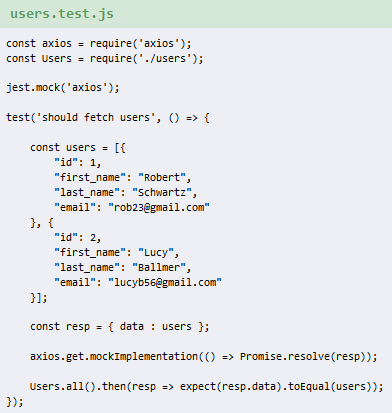 users.test.js
const axios = require('axios');
const Users = require('./users');
jest.mock('axios');
test('should fetch users', () => {
const users = [{
"id": 1,
"first_name": "Robert",
"last_name": "Schwartz",
"email": "rob23@gmail.com"
}, {
"id": 2,
"first_name": "Lucy",
"last_name": "Ballmer",
"email": "lucyb56@gmail.com"
}];
const resp = { data : users };
axios.get.mockImplementation(() => Promise.resolve(resp));
Users.all().then(resp => expect(resp.data).toEqual(users));
});